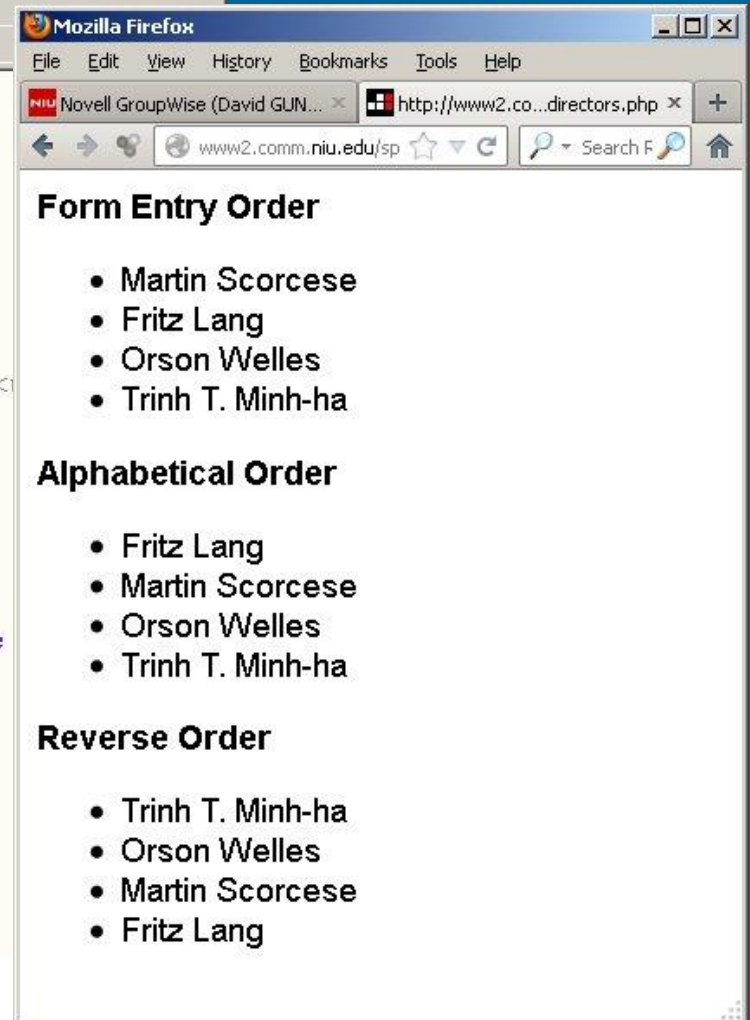 Mozilla Firefox
File Edit View History Bookmarks Tools Help
NIU Novell GroupWise (David GUN... × http://www2.co...directors.php × +
www2.comm.niu.edu/sp Search F
Form Entry Order
• Martin Scorcese
• Fritz Lang
• Orson Welles
• Trinh T. Minh-ha
Alphabetical Order
• Fritz Lang
• Martin Scorcese
• Orson Welles
• Trinh T. Minh-ha
Reverse Order
• Trinh T. Minh-ha
• Orson Welles
• Martin Scorcese
• Fritz Lang